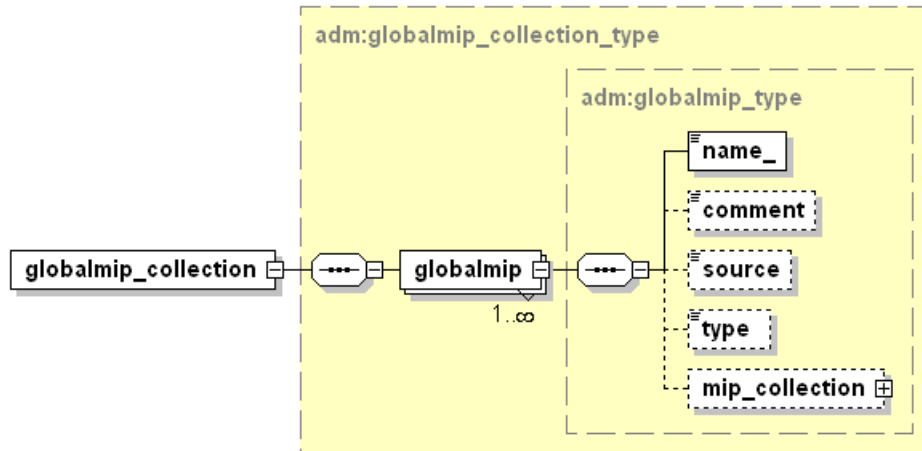 adm:globalmip_collection_type
adm:globalmip_type
name_
comment
globalmip_collection
globalmip
source
1..∞
type
mip_collection